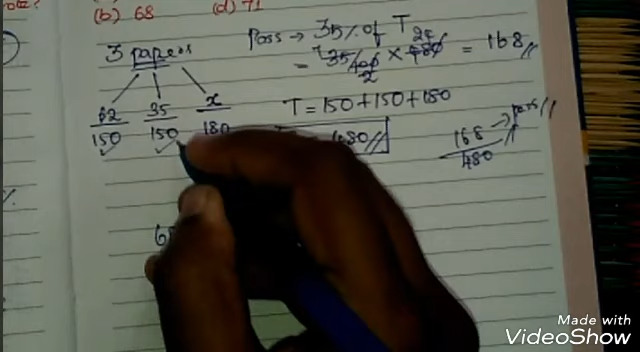 (b) 68 (d) 71
3 papers
Pass → 35% of T
= 35/100 × 480 = 168//
62/150 35/150 x/180
T = 150+150+180
480//
168/480 → pass//
Made with
VideoShow